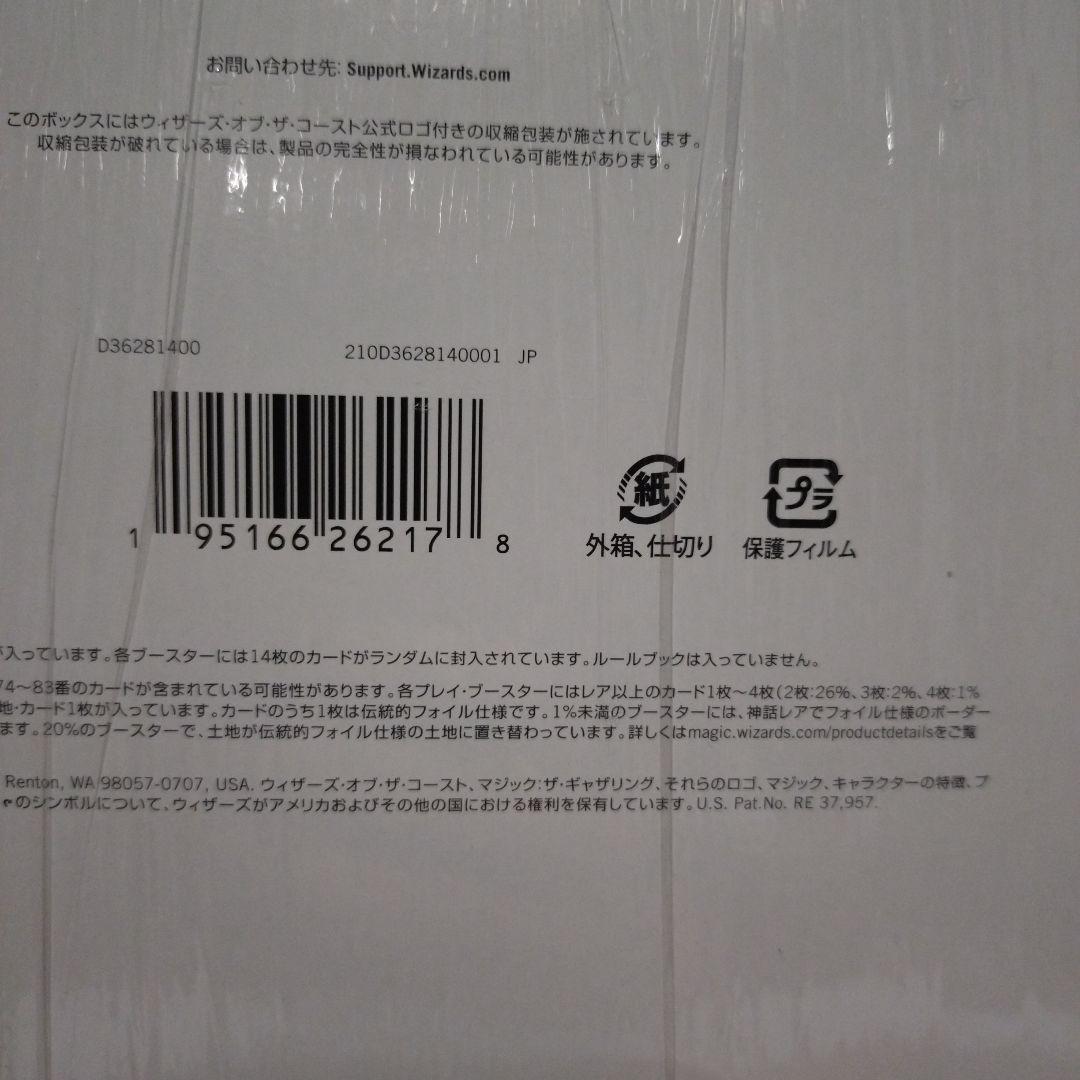 お問い合わせ先: Support.Wizards.com
このボックスにはウィザーズ・オブ・ザ・コースト公式ロゴ付きの収縮包装が施されています。
収縮包装が破れている場合は、製品の完全性が損なわれている可能性があります。
D36281400
210D3628140001 JP
1 95166 26217 8
紙
プラ
外箱、仕切り
保護フィルム
が入っています。各ブースターには14枚のカードがランダムに封入されています。ルールブックは入っていません。
74～83番のカードが含まれている可能性があります。各プレイ・ブースターにはレア以上のカード1枚～4枚(2枚:26%、3枚:2%、4枚:1%
地・カード1枚が入っています。カードのうち1枚は伝統的フォイル仕様です。1%未満のブースターには、神話レアでフォイル仕様のボーダー
ます。20%のブースターで、土地が伝統的フォイル仕様の土地に置き替わっています。詳しくはmagic.wizards.com/productdetailsをご覧
Renton, WA 98057-0707, USA. ウィザーズ・オブ・ザ・コースト、マジック:ザ・ギャザリング、それらのロゴ、マジック、キャラクターの特徴、プ
のシンボルについて、ウィザーズがアメリカおよびその他の国における権利を保有しています。U.S. Pat.No. RE 37,957.